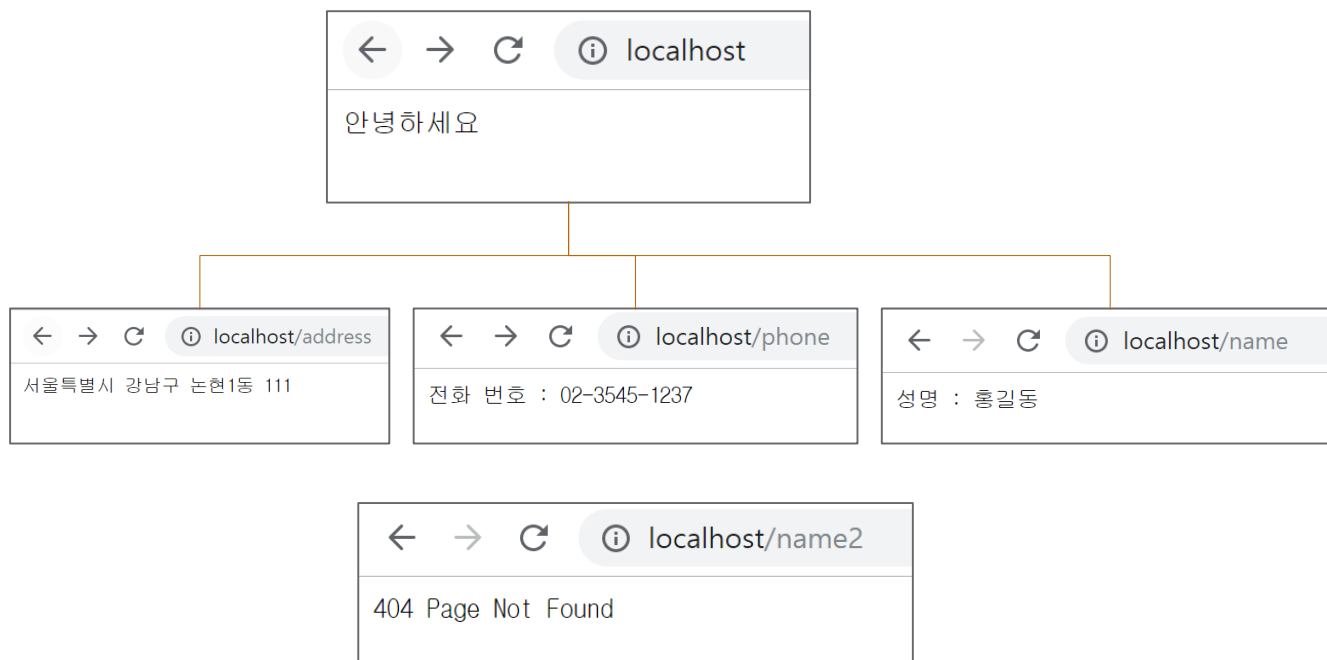 localhost
안녕하세요
localhost/address
서울특별시 강남구 논현1동 111
localhost/phone
전화 번호 : 02-3545-1237
localhost/name
성명 : 홍길동
localhost/name2
404 Page Not Found